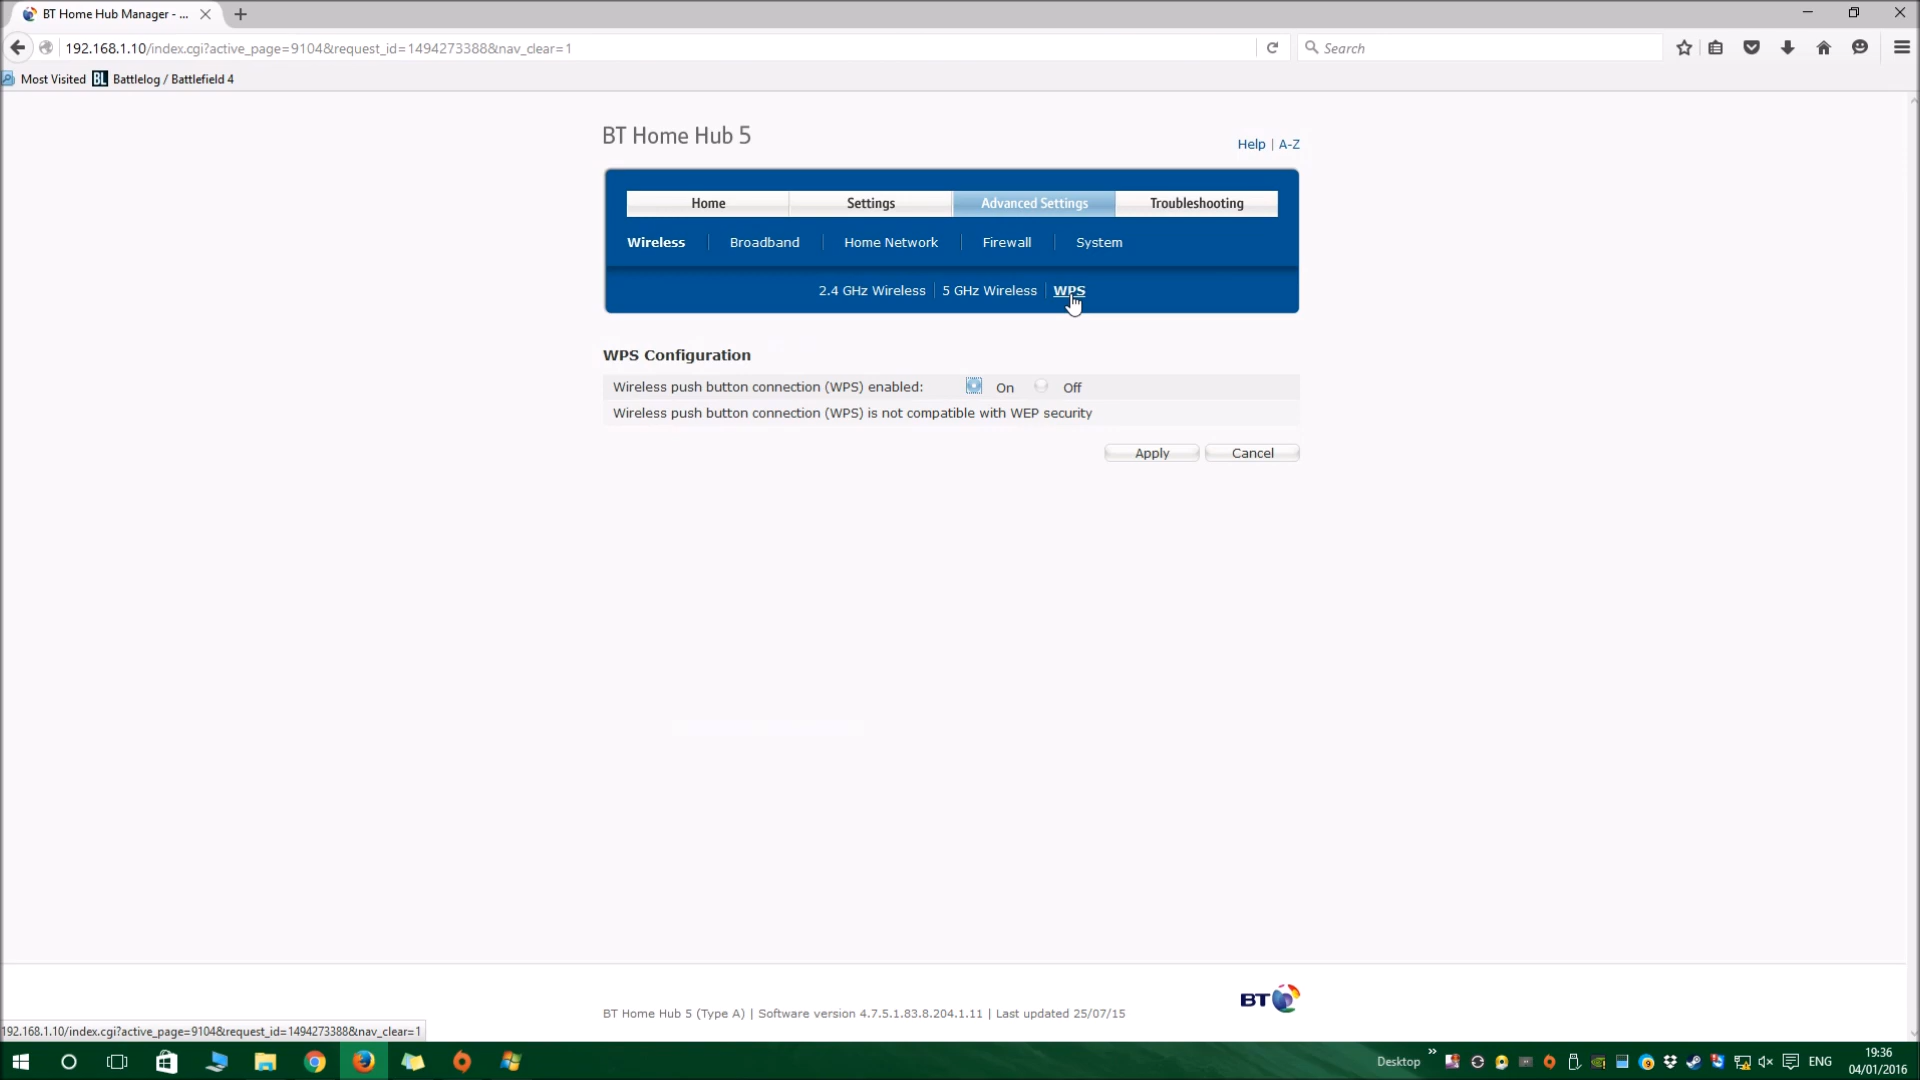 BT Home Hub Manager - ...
192.168.1.10/index.cgi?active_page=9104&request_id=1494273388&nav_clear=1
Search
Most Visited
BL Battlelog / Battlefield 4
BT Home Hub 5
Help | A-Z
Home
Settings
Advanced Settings
Troubleshooting
Wireless
Broadband
Home Network
Firewall
System
2.4 GHz Wireless
5 GHz Wireless
WPS
WPS Configuration
Wireless push button connection (WPS) enabled: On Off
Wireless push button connection (WPS) is not compatible with WEP security
Apply
Cancel
BT
BT Home Hub 5 (Type A) | Software version 4.7.5.1.83.8.204.1.11 | Last updated 25/07/15
192.168.1.10/index.cgi?active_page=9104&request_id=1494273388&nav_clear=1
Desktop
ENG
19:36
04/01/2016